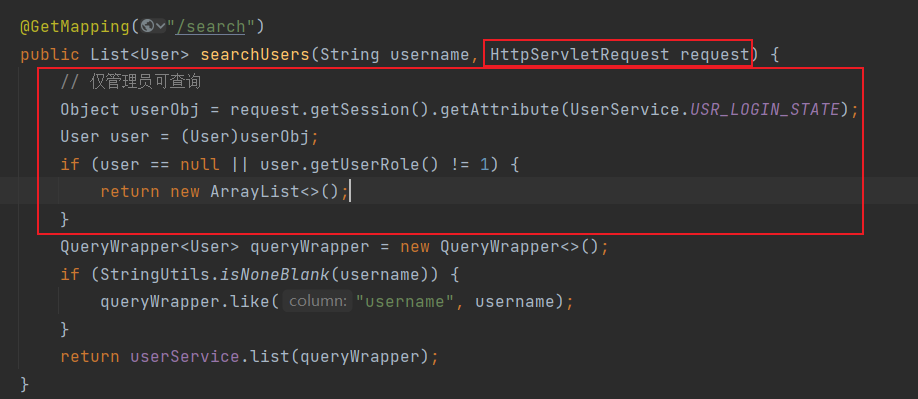 @GetMapping("/search")
public List<User> searchUsers(String username, HttpServletRequest request) {
// 仅管理员可查询
Object userObj = request.getSession().getAttribute(UserService.USR_LOGIN_STATE);
User user = (User)userObj;
if (user == null || user.getUserRole() != 1) {
return new ArrayList<>();
}
QueryWrapper<User> queryWrapper = new QueryWrapper<>();
if (StringUtils.isNoneBlank(username)) {
queryWrapper.like( column: "username", username);
}
return userService.list(queryWrapper);
}